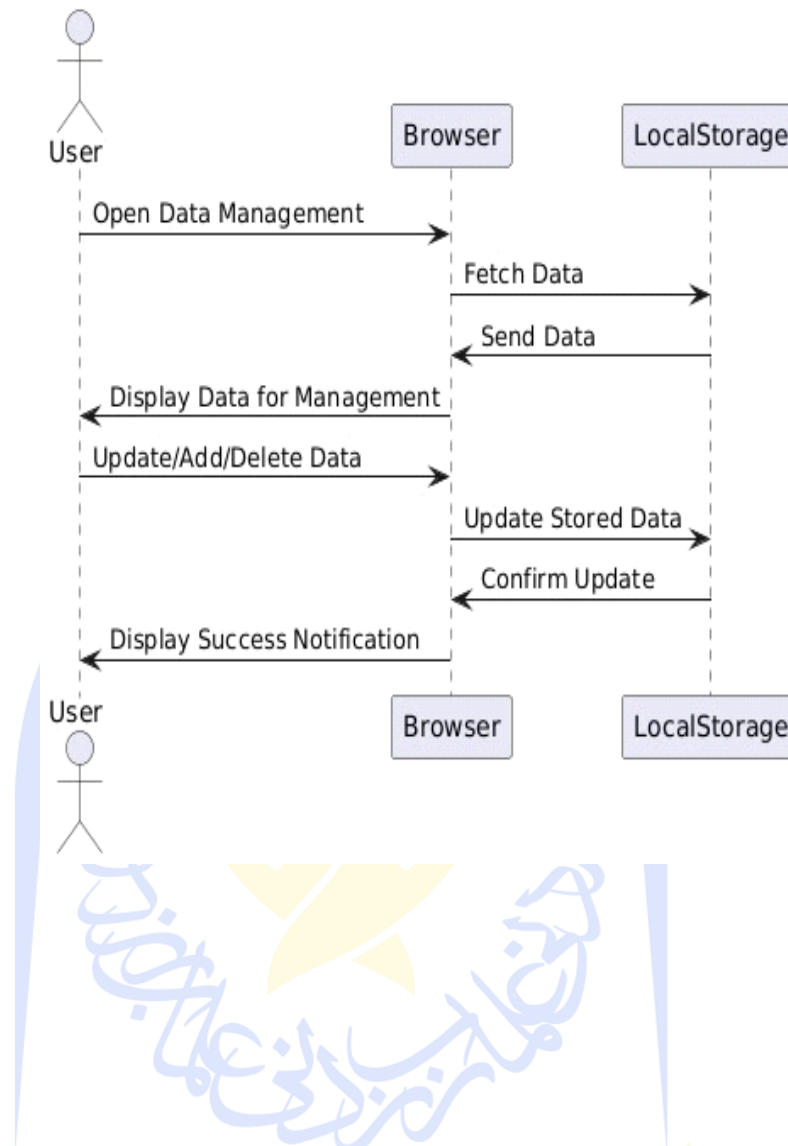 User
Browser
LocalStorage
Open Data Management
Fetch Data
Send Data
Display Data for Management
Update/Add/Delete Data
Update Stored Data
Confirm Update
Display Success Notification
User
Browser
LocalStorage